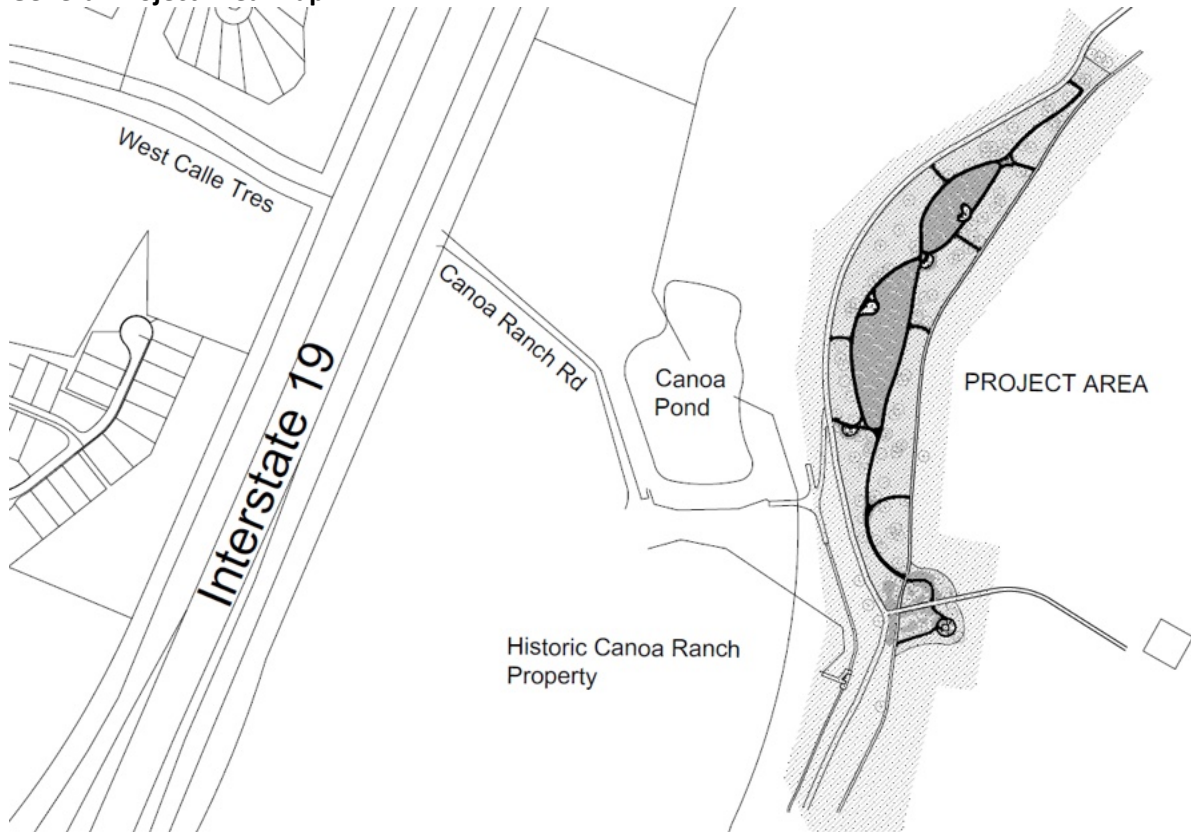 West Calle Tres
Canoa Ranch Rd
Interstate 19
Canoa
Pond
PROJECT AREA
Historic Canoa Ranch
Property